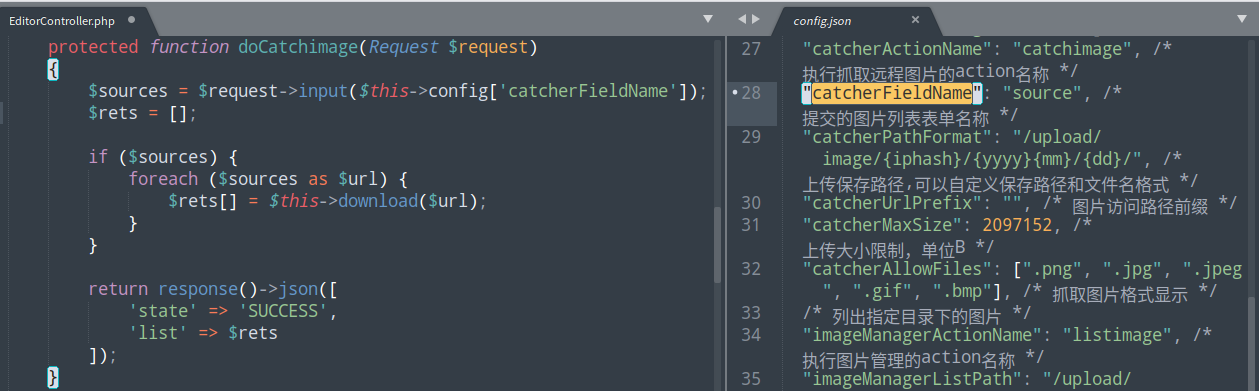 EditorController.php
protected function doCatchimage(Request $request)
{
$sources = $request->input($this->config['catcherFieldName']);
$rets = [];
if ($sources) {
foreach ($sources as $url) {
$rets[] = $this->download($url);
}
}
return response()->json([
'state' => 'SUCCESS',
'list' => $rets
]);
}
config.json
27 "catcherActionName": "catchimage", /*
执行抓取远程图片的action名称 */
28 "catcherFieldName": "source", /*
提交的图片列表表单名称 */
29 "catcherPathFormat": "/upload/
image/{iphash}/{yyyy}{mm}/{dd}/", /*
上传保存路径,可以自定义保存路径和文件名格式 */
30 "catcherUrlPrefix": "", /* 图片访问路径前缀 */
31 "catcherMaxSize": 2097152, /*
上传大小限制，单位B */
32 "catcherAllowFiles": [".png", ".jpg", ".jpeg
", ".gif", ".bmp"], /* 抓取图片格式显示 */
33 /* 列出指定目录下的图片 */
34 "imageManagerActionName": "listimage", /*
执行图片管理的action名称 */
35 "imageManagerListPath": "/upload/